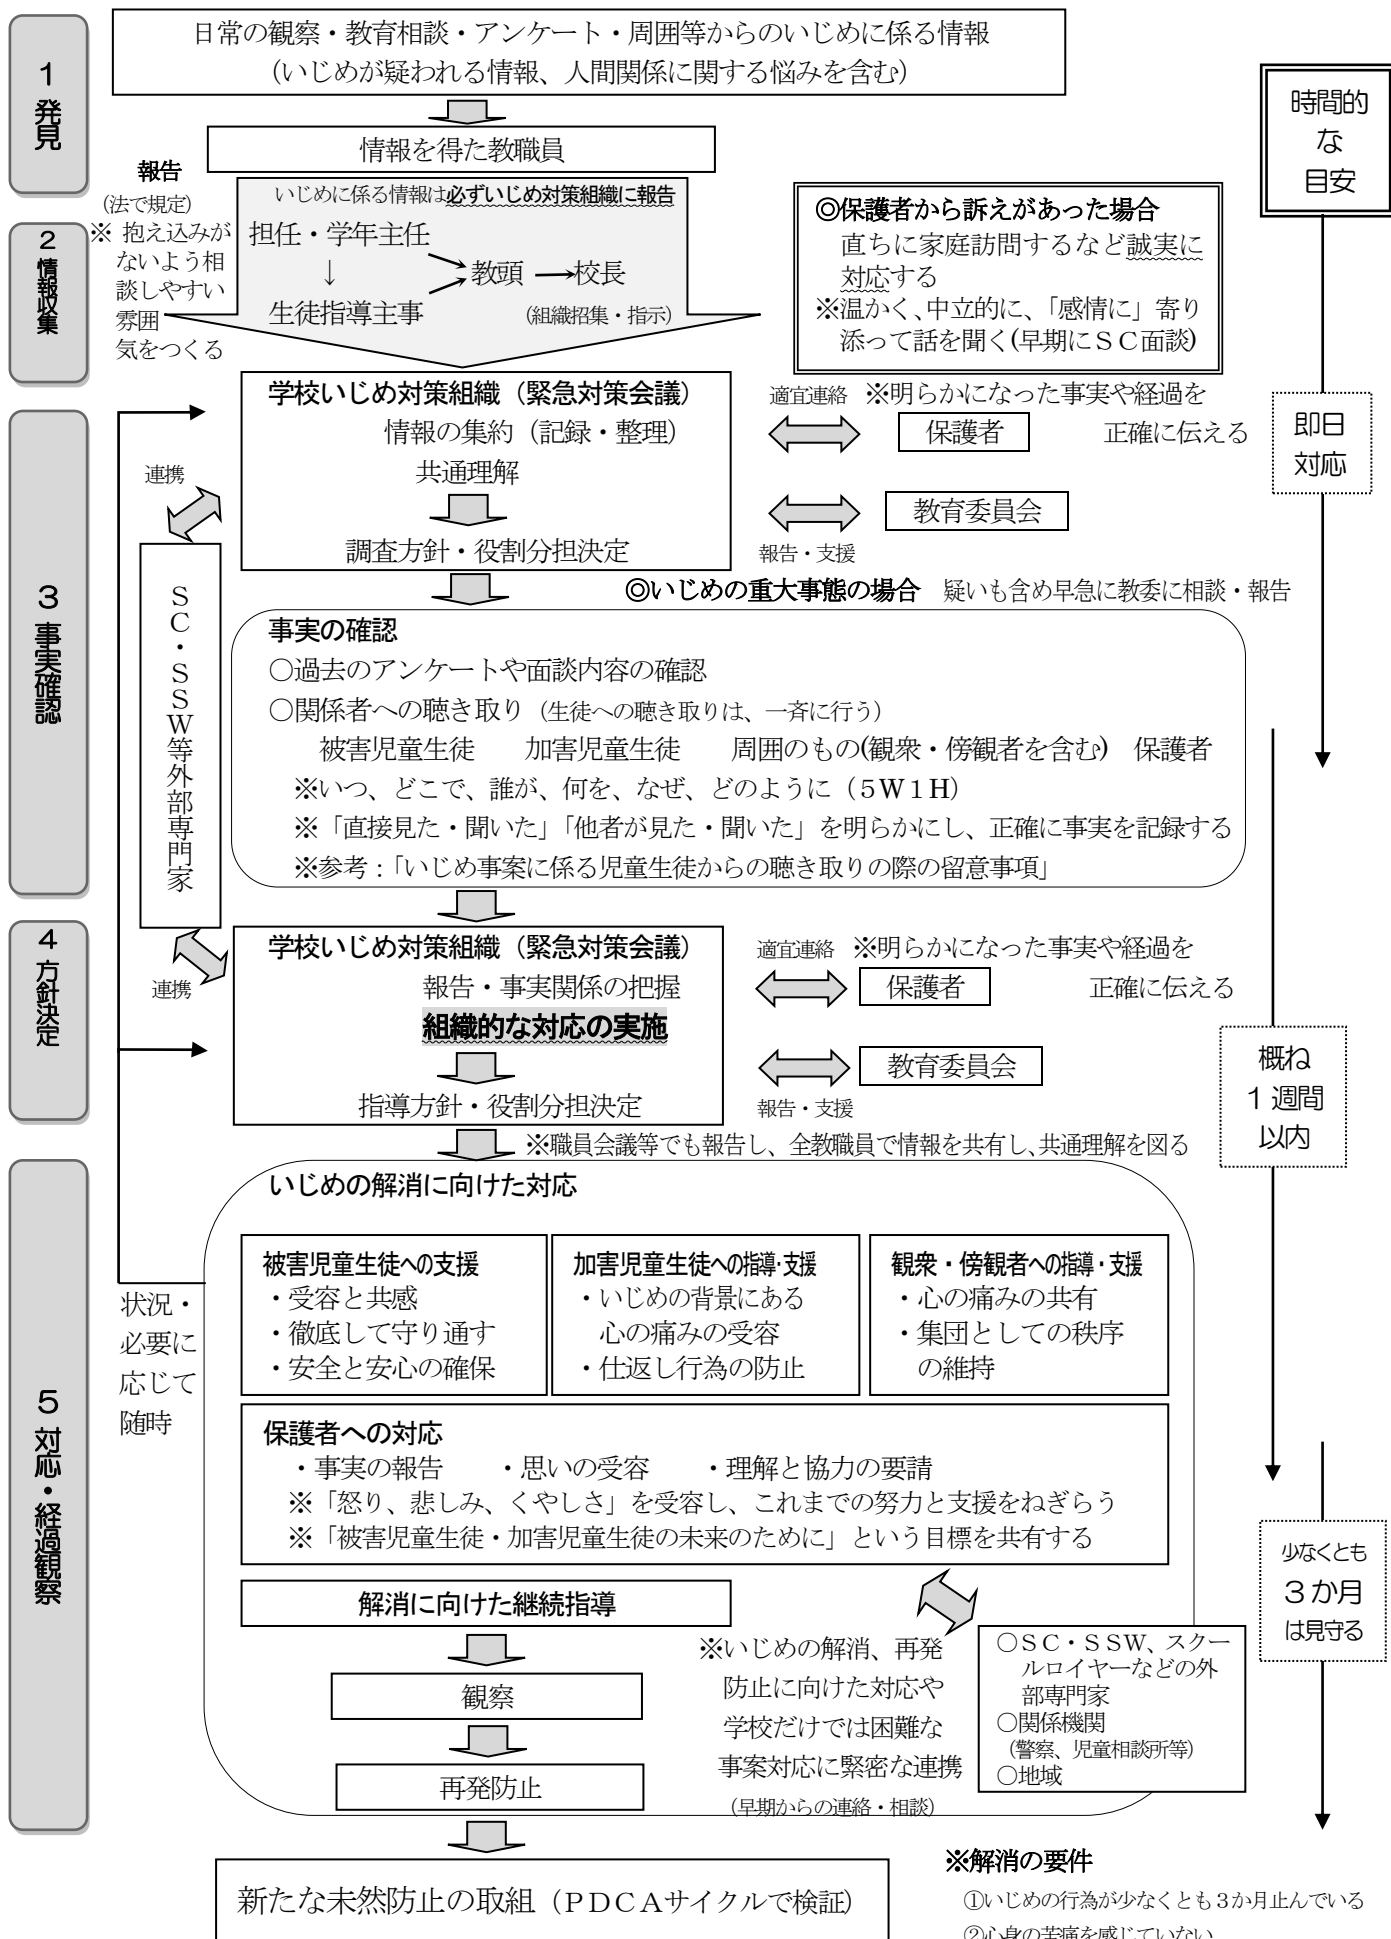 1 発見
日常の観察・教育相談・アンケート・周囲等からのいじめに係る情報
(いじめが疑われる情報、人間関係に関する悩みを含む)
情報を得た教職員
時間的
な
目安
報告
(法で規定)
※ 抱え込みが
ないよう相
談しやすい
雰囲
気をつくる
いじめに係る情報は必ずいじめ対策組織に報告
担任・学年主任
↓
生徒指導主事
教頭
校長
(組織招集・指示)
◎保護者から訴えがあった場合
直ちに家庭訪問するなど誠実に
対応する
※温かく、中立的に、「感情に」寄り
添って話を聞く(早期にSC面談)
2 情報収集
学校いじめ対策組織(緊急対策会議)
情報の集約(記録・整理)
共通理解
調査方針・役割分担決定
適宜連絡
※明らかになった事実や経過を
保護者
正確に伝える
教育委員会
報告・支援
即日
対応
連携
SC・SSW等外部専門家
3 事実確認
◎いじめの重大事態の場合 疑いも含め早急に教委に相談・報告
事実の確認
○過去のアンケートや面談内容の確認
○関係者への聴き取り(生徒への聴き取りは、一斉に行う)
被害児童生徒 加害児童生徒 周囲のもの(観衆・傍観者を含む) 保護者
※いつ、どこで、誰が、何を、なぜ、どのように(5W1H)
※「直接見た・聞いた」「他者が見た・聞いた」を明らかにし、正確に事実を記録する
※参考:「いじめ事案に係る児童生徒からの聴き取りの際の留意事項」
4 方針決定
連携
学校いじめ対策組織(緊急対策会議)
報告・事実関係の把握
組織的な対応の実施
指導方針・役割分担決定
適宜連絡
※明らかになった事実や経過を
保護者
正確に伝える
教育委員会
報告・支援
概ね
1週間
以内
※職員会議等でも報告し、全教職員で情報を共有し、共通理解を図る
5 対応・経過観察
状況・
必要に
応じて
随時
いじめの解消に向けた対応
被害児童生徒への支援
・受容と共感
・徹底して守り通す
・安全と安心の確保
加害児童生徒への指導・支援
・いじめの背景にある
心の痛みの受容
・仕返し行為の防止
観衆・傍観者への指導・支援
・心の痛みの共有
・集団としての秩序
の維持
保護者への対応
・事実の報告 ・思いの受容 ・理解と協力の要請
※「怒り、悲しみ、くやしさ」を受容し、これまでの努力と支援をねぎらう
※「被害児童生徒・加害児童生徒の未来のために」という目標を共有する
少なくとも
3か月
は見守る
解消に向けた継続指導
観察
再発防止
※いじめの解消、再発
防止に向けた対応や
学校だけでは困難な
事案対応に緊密な連携
(早期からの連絡・相談)
○SC・SSW、スクー
ルロイヤーなどの外
部専門家
○関係機関
(警察、児童相談所等)
○地域
新たな未然防止の取組(PDCAサイクルで検証)
※解消の要件
①いじめの行為が少なくとも3か月止んでいる
②心身の苦痛を感じていない